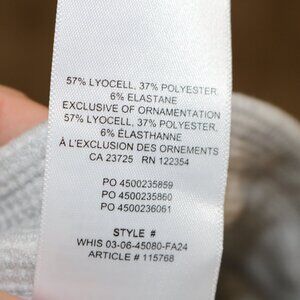 57% LYOCELL, 37% POLYESTER,
6% ELASTANE
EXCLUSIVE OF ORNAMENTATION
57% LYOCELL, 37% POLYESTER,
6% ÉLASTHANNE
À L'EXCLUSION DES ORNEMENTS
CA 23725 RN 122354
PO 4500235859
PO 4500235860
PO 4500236061
STYLE #
WHIS 03-06-45080-FA24
ARTICLE # 115768